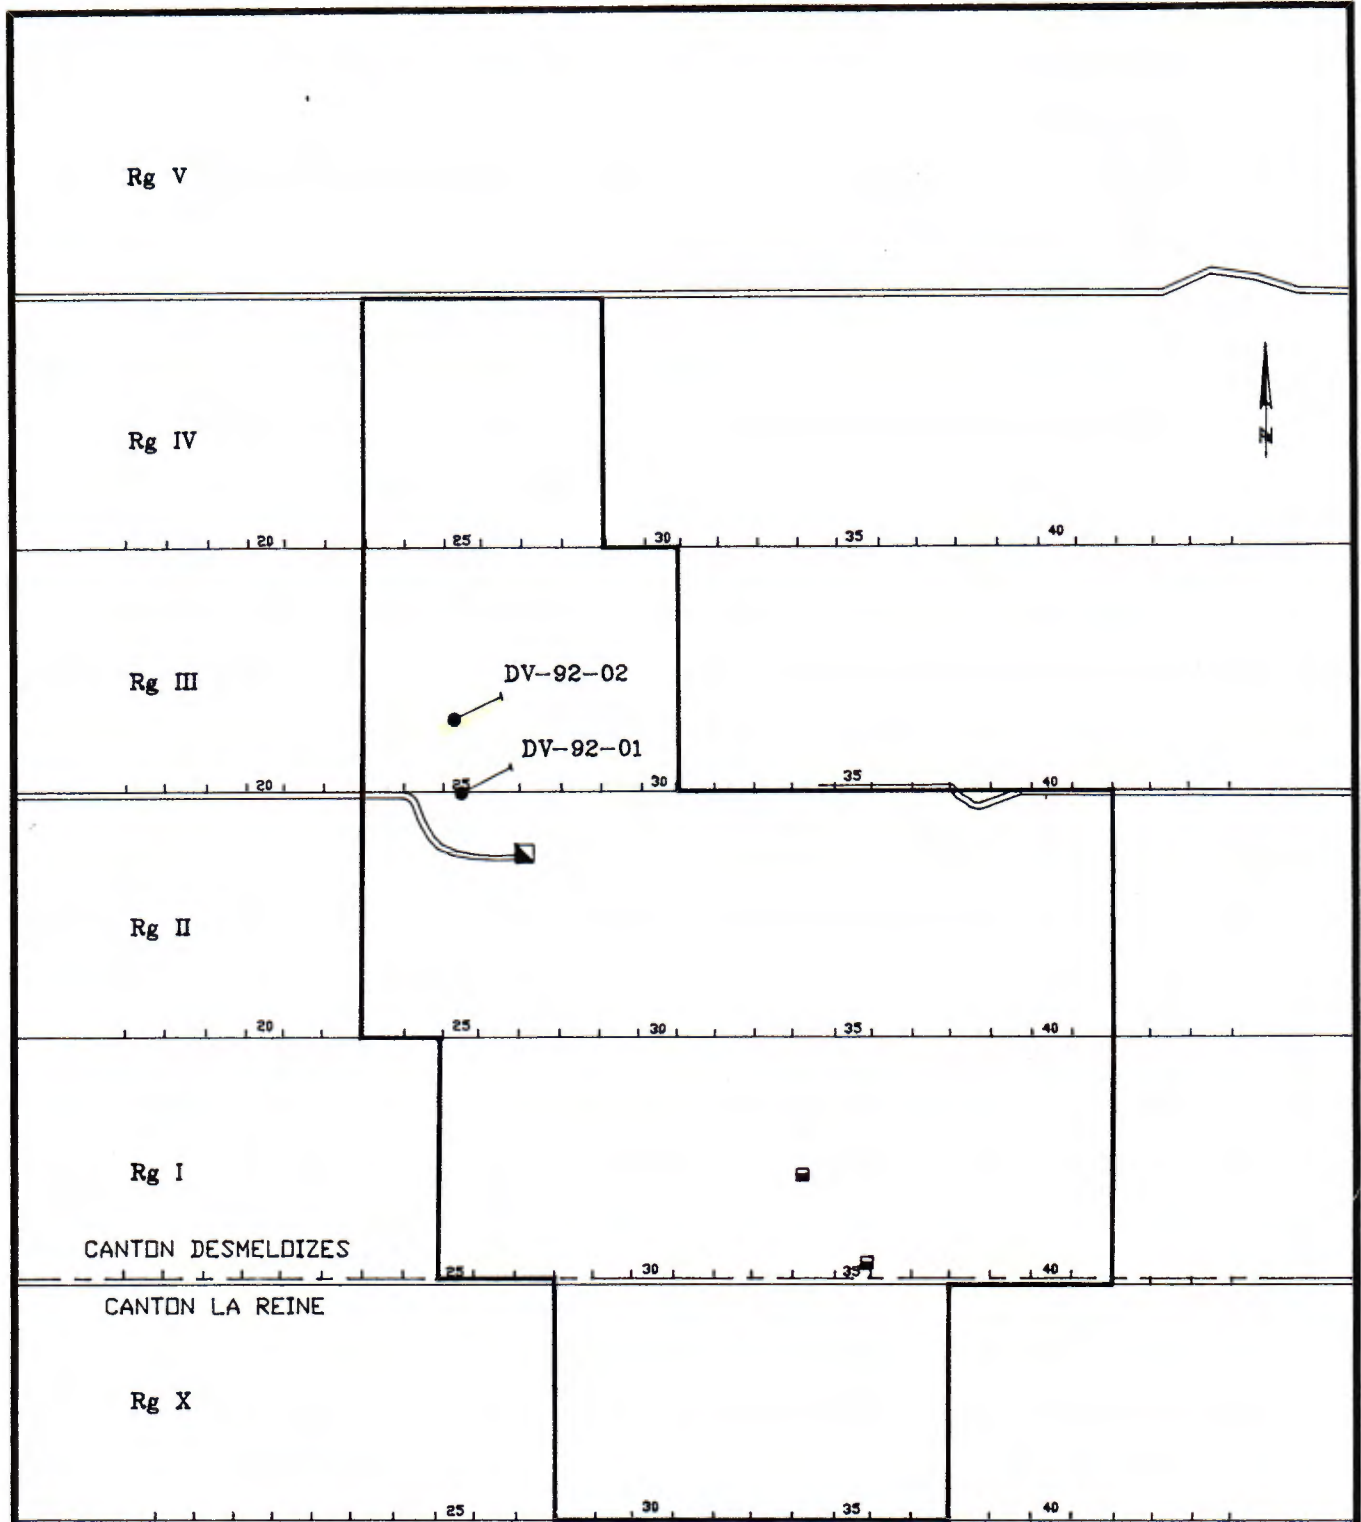 Rg V
Rg IV
N
20 25 30 35 40
Rg III
DV-92-02
DV-92-01
20 25 30 35 40
Rg II
20 25 30 35 40
Rg I
CANTON DESMELOIZES
25 30 35 40
CANTON LA REINE
Rg X
25 30 35 40